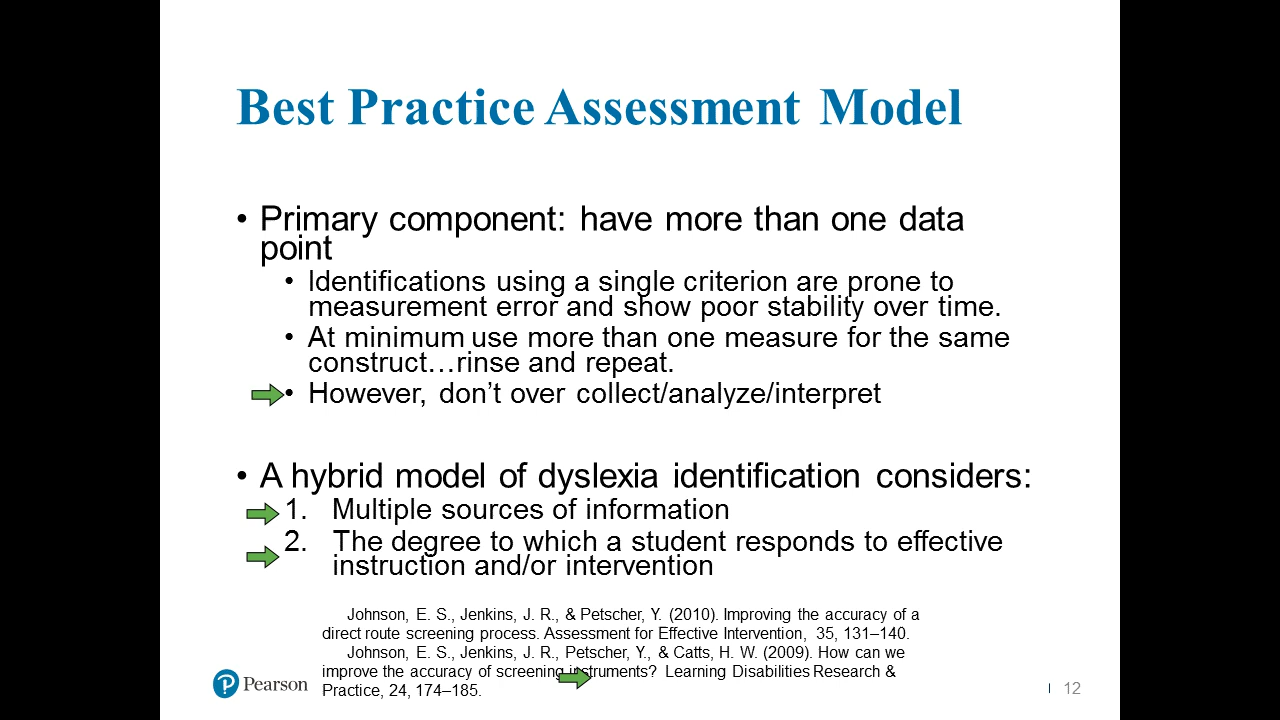 Best Practice Assessment Model
• Primary component: have more than one data
point
• Identifications using a single criterion are prone to
measurement error and show poor stability over time.
• At minimum use more than one measure for the same
construct…rinse and repeat.
• However, don’t over collect/analyze/interpret
• A hybrid model of dyslexia identification considers:
1. Multiple sources of information
2. The degree to which a student responds to effective
instruction and/or intervention
Johnson, E. S., Jenkins, J. R., & Petscher, Y. (2010). Improving the accuracy of a
direct route screening process. Assessment for Effective Intervention, 35, 131–140.
Johnson, E. S., Jenkins, J. R., Petscher, Y., & Catts, H. W. (2009). How can we
improve the accuracy of screening instruments? Learning Disabilities Research &
Practice, 24, 174–185.
P Pearson
12